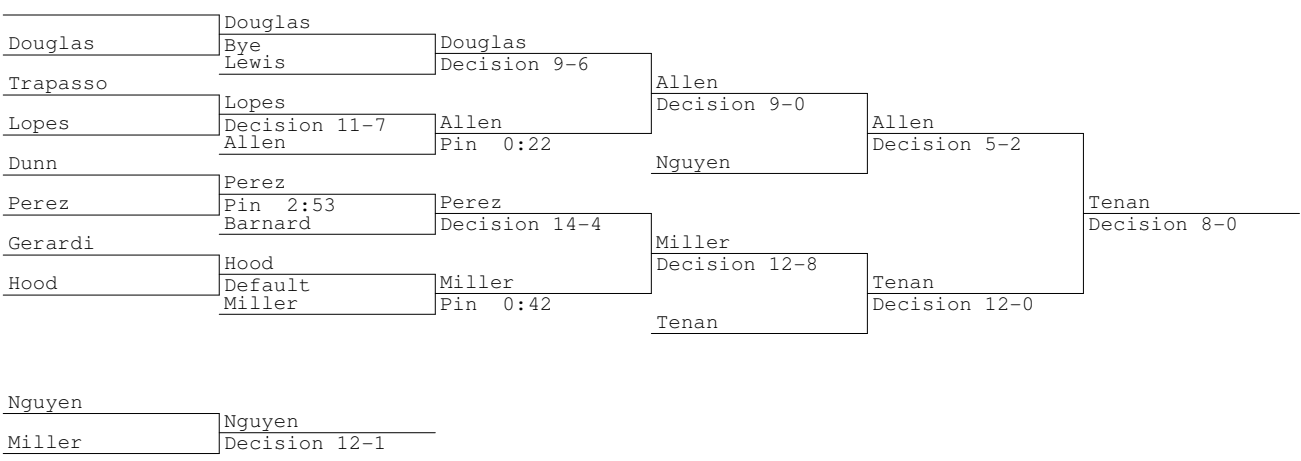 Douglas
Douglas
Bye
Lewis
Douglas
Decision 9-6
Trapasso
Lopes
Lopes
Decision 11-7
Allen
Allen
Pin 0:22
Allen
Decision 9-0
Nguyen
Allen
Decision 5-2
Dunn
Perez
Perez
Pin 2:53
Barnard
Perez
Decision 14-4
Gerardi
Hood
Hood
Default
Miller
Miller
Pin 0:42
Miller
Decision 12-8
Tenan
Tenan
Decision 12-0
Tenan
Decision 8-0
Nguyen
Miller
Nguyen
Decision 12-1